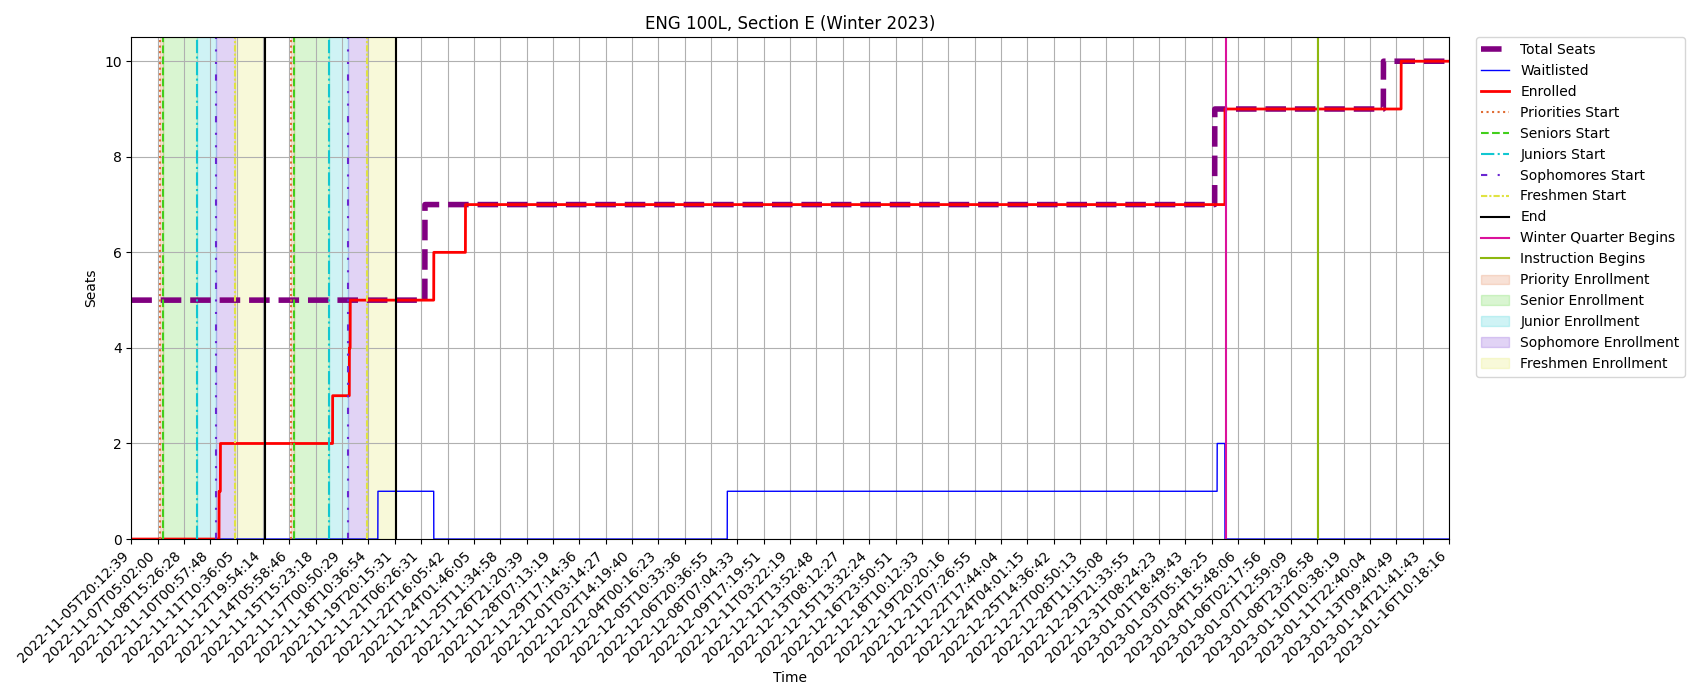 ENG 100L, Section E (Winter 2023)
Seats
10
8
6
4
2
0
2022-11-05T20:12:39
2022-11-07T05:02:00
2022-11-08T15:26:28
2022-11-10T00:57:48
2022-11-11T10:36:05
2022-11-12T19:54:14
2022-11-14T05:58:46
2022-11-15T15:23:18
2022-11-17T00:50:29
2022-11-18T10:36:54
2022-11-19T20:15:31
2022-11-21T06:26:31
2022-11-22T16:05:42
2022-11-24T01:46:05
2022-11-25T11:34:58
2022-11-26T21:20:39
2022-11-28T07:13:19
2022-11-29T17:14:36
2022-12-01T03:14:27
2022-12-02T14:19:40
2022-12-04T00:16:23
2022-12-05T10:33:36
2022-12-06T20:36:55
2022-12-08T07:04:33
2022-12-09T17:19:51
2022-12-11T03:22:19
2022-12-12T13:52:48
2022-12-14T08:12:27
2022-12-15T13:32:24
2022-12-16T23:50:51
2022-12-18T10:12:33
2022-12-19T20:20:16
2022-12-21T07:26:55
2022-12-22T17:44:04
2022-12-24T04:01:15
2022-12-25T14:36:42
2022-12-27T00:50:13
2022-12-28T11:15:08
2022-12-29T21:33:55
2022-12-31T08:24:23
2023-01-01T18:49:43
2023-01-03T05:18:25
2023-01-04T15:48:06
2023-01-06T02:17:56
2023-01-07T12:59:09
2023-01-08T23:26:58
2023-01-10T10:38:19
2023-01-11T22:40:04
2023-01-13T09:40:49
2023-01-14T21:41:43
2023-01-16T10:18:16
Time
Total Seats
Waitlisted
Enrolled
Priorities Start
Seniors Start
Juniors Start
Sophomores Start
Freshmen Start
End
Winter Quarter Begins
Instruction Begins
Priority Enrollment
Senior Enrollment
Junior Enrollment
Sophomore Enrollment
Freshmen Enrollment